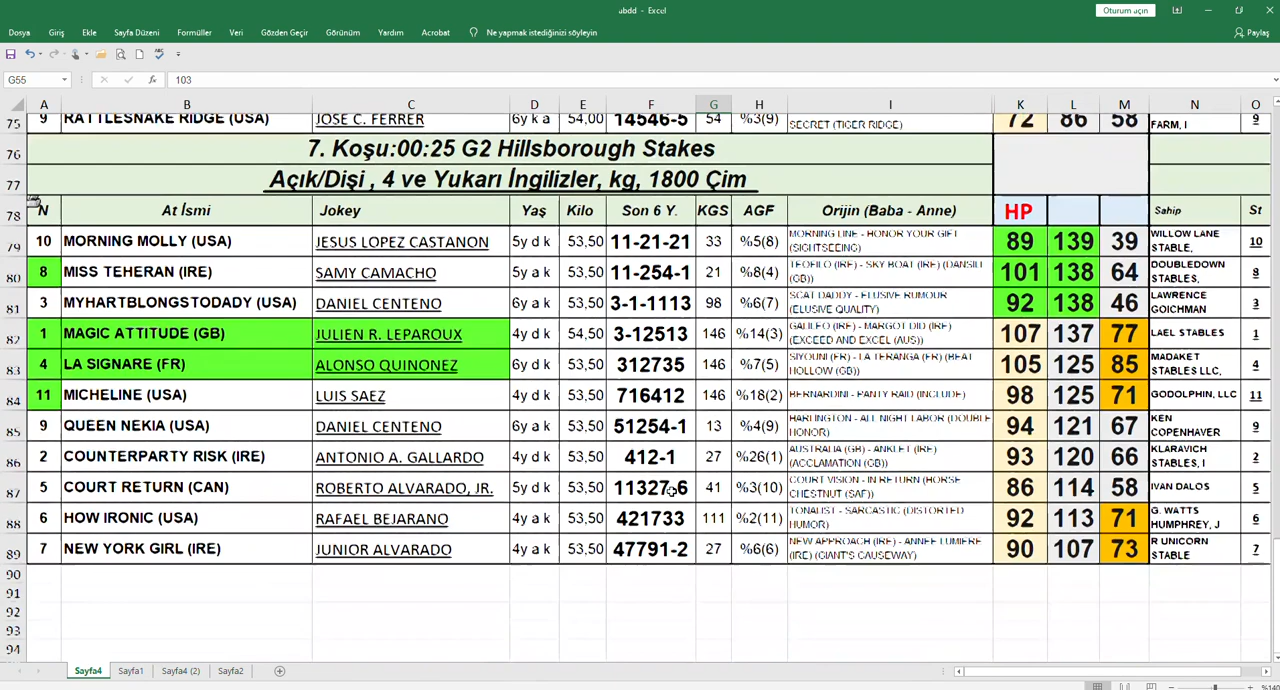 abdd - Excel
Oturum açın
Dosya Giriş Ekle Sayfa Düzeni Formüller Veri Gözden Geçir Görünüm Yardım Acrobat Ne yapmak istediğinizi söyleyin Paylaş
G55 fx 103
A B C D E F G H I K L M N O
75 9 RATTLESNAKE RIDGE (USA) JOSE C. FERRER 6y k a 54,00 14546-5 54 %3(9) SECRET (TIGER RIDGE) 72 86 58 FARM, I 9
76 7. Koşu:00:25 G2 Hillsborough Stakes
77 Açık/Dişi , 4 ve Yukarı İngilizler, kg, 1800 Çim
78 N At İsmi Jokey Yaş Kilo Son 6 Y. KGS AGF Orijin (Baba - Anne) HP Sahip St
79 10 MORNING MOLLY (USA) JESUS LOPEZ CASTANON 5y d k 53,50 11-21-21 33 %5(8) MORNING LINE - HONOR YOUR GIFT (SIGHTSEEING) 89 139 39 WILLOW LANE STABLE, 10
80 8 MISS TEHERAN (IRE) SAMY CAMACHO 5y a k 53,50 11-254-1 21 %8(4) TEOFILO (IRE) - SKY BOAT (IRE) (DANSILI (GB)) 101 138 64 DOUBLEDOWN STABLES, 8
81 3 MYHARTBLONGSTODADY (USA) DANIEL CENTENO 6y a k 53,50 3-1-1113 98 %6(7) SCAT DADDY - ELUSIVE RUMOUR (ELUSIVE QUALITY) 92 138 46 LAWRENCE GOICHMAN 3
82 1 MAGIC ATTITUDE (GB) JULIEN R. LEPAROUX 4y d k 54,50 3-12513 146 %14(3) GALILEO (IRE) - MARGOT DID (IRE) (EXCEED AND EXCEL (AUS)) 107 137 77 LAEL STABLES 1
83 4 LA SIGNARE (FR) ALONSO QUINONEZ 6y d k 53,50 312735 146 %7(5) SIYOUNI (FR) - LA TERANGA (FR) (BEAT HOLLOW (GB)) 105 125 85 MADAKET STABLES LLC, 4
84 11 MICHELINE (USA) LUIS SAEZ 4y d k 53,50 716412 146 %18(2) BERNARDINI - PANTY RAID (INCLUDE) 98 125 71 GODOLPHIN, LLC 11
85 9 QUEEN NEKIA (USA) DANIEL CENTENO 6y a k 53,50 51254-1 13 %4(9) HARLINGTON - ALL NIGHT LABOR (DOUBLE HONOR) 94 121 67 KEN COPENHAVER 9
86 2 COUNTERPARTY RISK (IRE) ANTONIO A. GALLARDO 4y d k 53,50 412-1 27 %26(1) AUSTRALIA (GB) - ANKLET (IRE) (ACCLAMATION (GB)) 93 120 66 KLARAVICH STABLES, I 2
87 5 COURT RETURN (CAN) ROBERTO ALVARADO, JR. 5y d k 53,50 11327-6 41 %3(10) COURT VISION - IN RETURN (HORSE CHESTNUT (SAF)) 86 114 58 IVAN DALOS 5
88 6 HOW IRONIC (USA) RAFAEL BEJARANO 4y a k 53,50 421733 111 %2(11) TONALIST - SARCASTIC (DISTORTED HUMOR) 92 113 71 G. WATTS HUMPHREY, J 6
89 7 NEW YORK GIRL (IRE) JUNIOR ALVARADO 4y a k 53,50 47791-2 27 %6(6) NEW APPROACH (IRE) - ANNEE LUMIERE (IRE) (GIANT'S CAUSEWAY) 90 107 73 R UNICORN STABLE 7
90
91
92
93
94
Sayfa4 Sayfa1 Sayfa4 (2) Sayfa2
%140